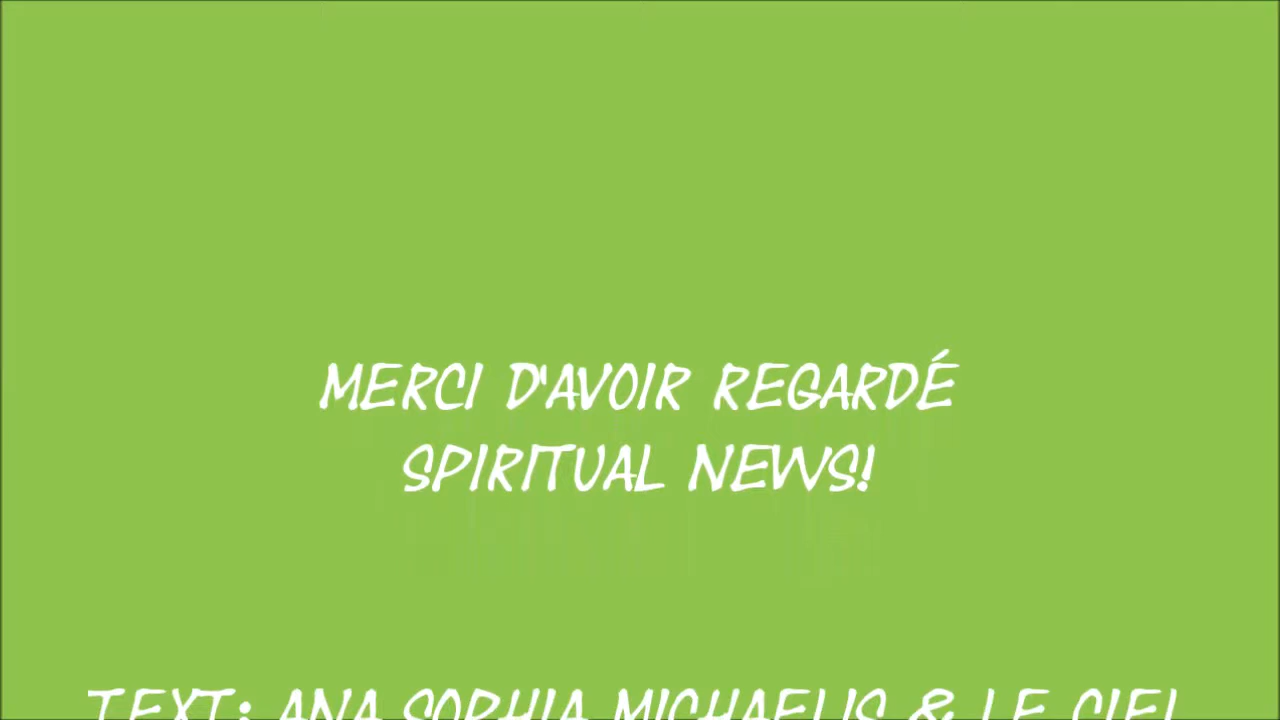 MERCI D'AVOIR REGARDÉ
SPIRITUAL NEWS!
TEXT: ANA SOPHIA MICHAELIS & LE CIEL